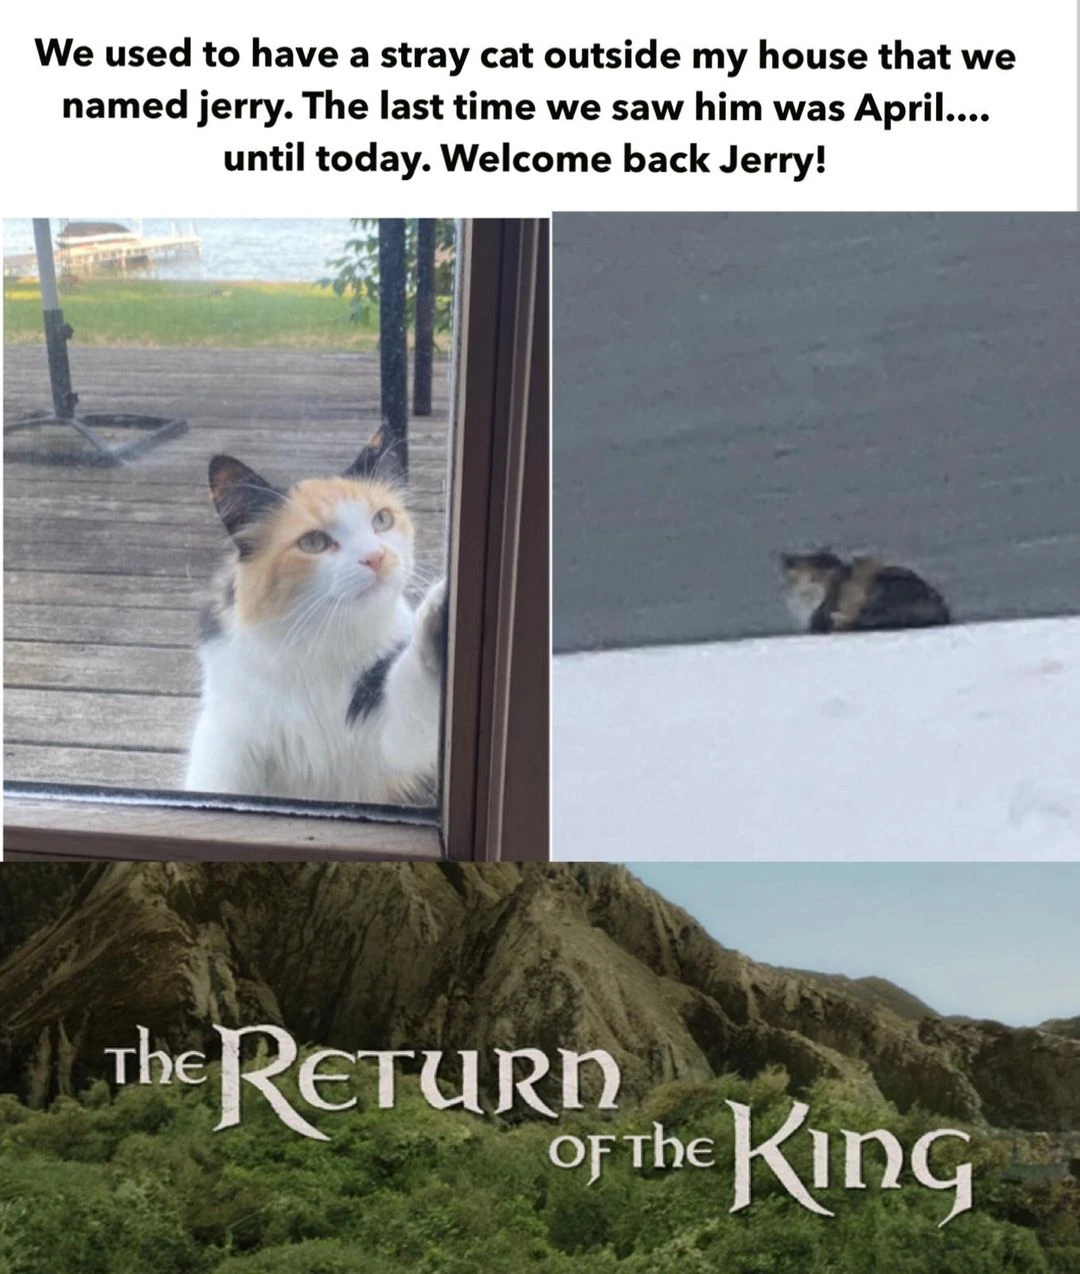 We used to have a stray cat outside my house that we
named jerry. The last time we saw him was April....
until today. Welcome back Jerry!
The RETURN
OF The KING